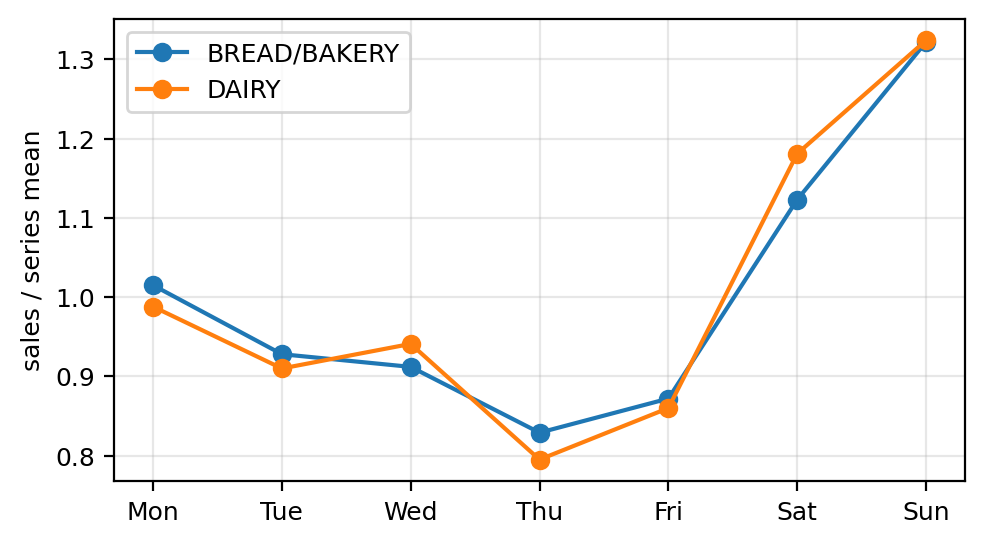 BREAD/BAKERY
DAIRY
sales / series mean
1.3
1.2
1.1
1.0
0.9
0.8
Mon Tue Wed Thu Fri Sat Sun